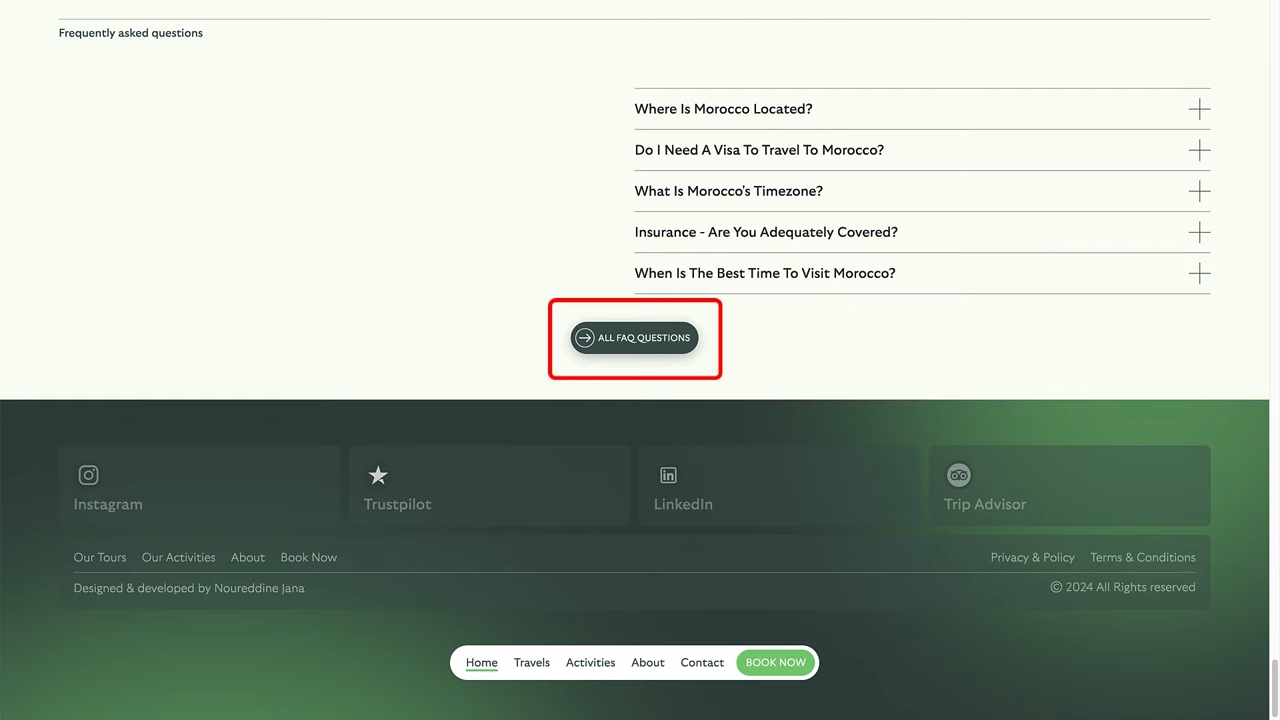 Frequently asked questions
Where Is Morocco Located?
Do I Need A Visa To Travel To Morocco?
What Is Morocco's Timezone?
Insurance - Are You Adequately Covered?
When Is The Best Time To Visit Morocco?
ALL FAQ QUESTIONS
Instagram
Trustpilot
LinkedIn
Trip Advisor
Our Tours Our Activities About Book Now
Privacy & Policy Terms & Conditions
Designed & developed by Noureddine Jana
© 2024 All Rights reserved
Home Travels Activities About Contact BOOK NOW